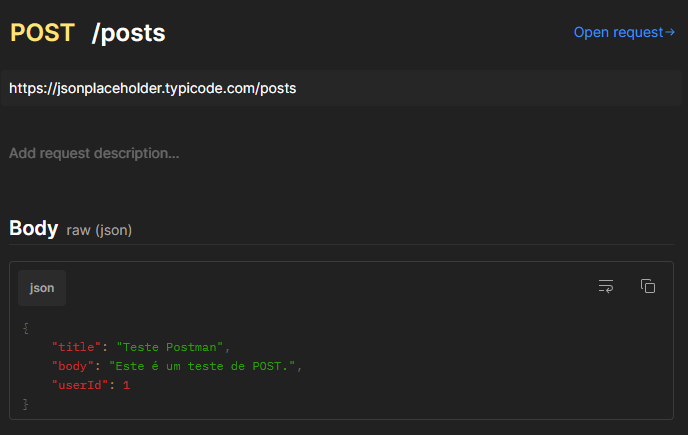 POST /posts
Open request→
https://jsonplaceholder.typicode.com/posts
Add request description...
Body raw (json)
json
{
    "title": "Teste Postman",
    "body": "Este é um teste de POST.",
    "userId": 1
}